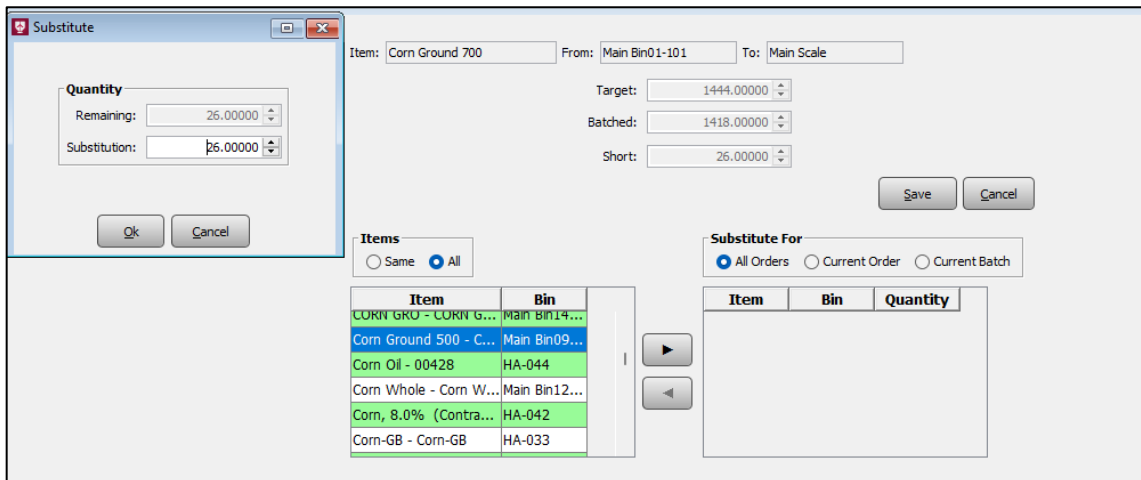 Substitute
Quantity
Remaining: 26.00000
Substitution: 26.00000
Ok Cancel
Item: Corn Ground 700 From: Main Bin01-101 To: Main Scale
Target: 1444.00000
Batched: 1418.00000
Short: 26.00000
Save Cancel
Items
Same All
Substitute For
All Orders Current Order Current Batch
Item Bin
CORN GRO - CORN G... Main Bin14...
Corn Ground 500 - C... Main Bin09...
Corn Oil - 00428 HA-044
Corn Whole - Corn W... Main Bin12...
Corn, 8.0% (Contra... HA-042
Corn-GB - Corn-GB HA-033
Item Bin Quantity